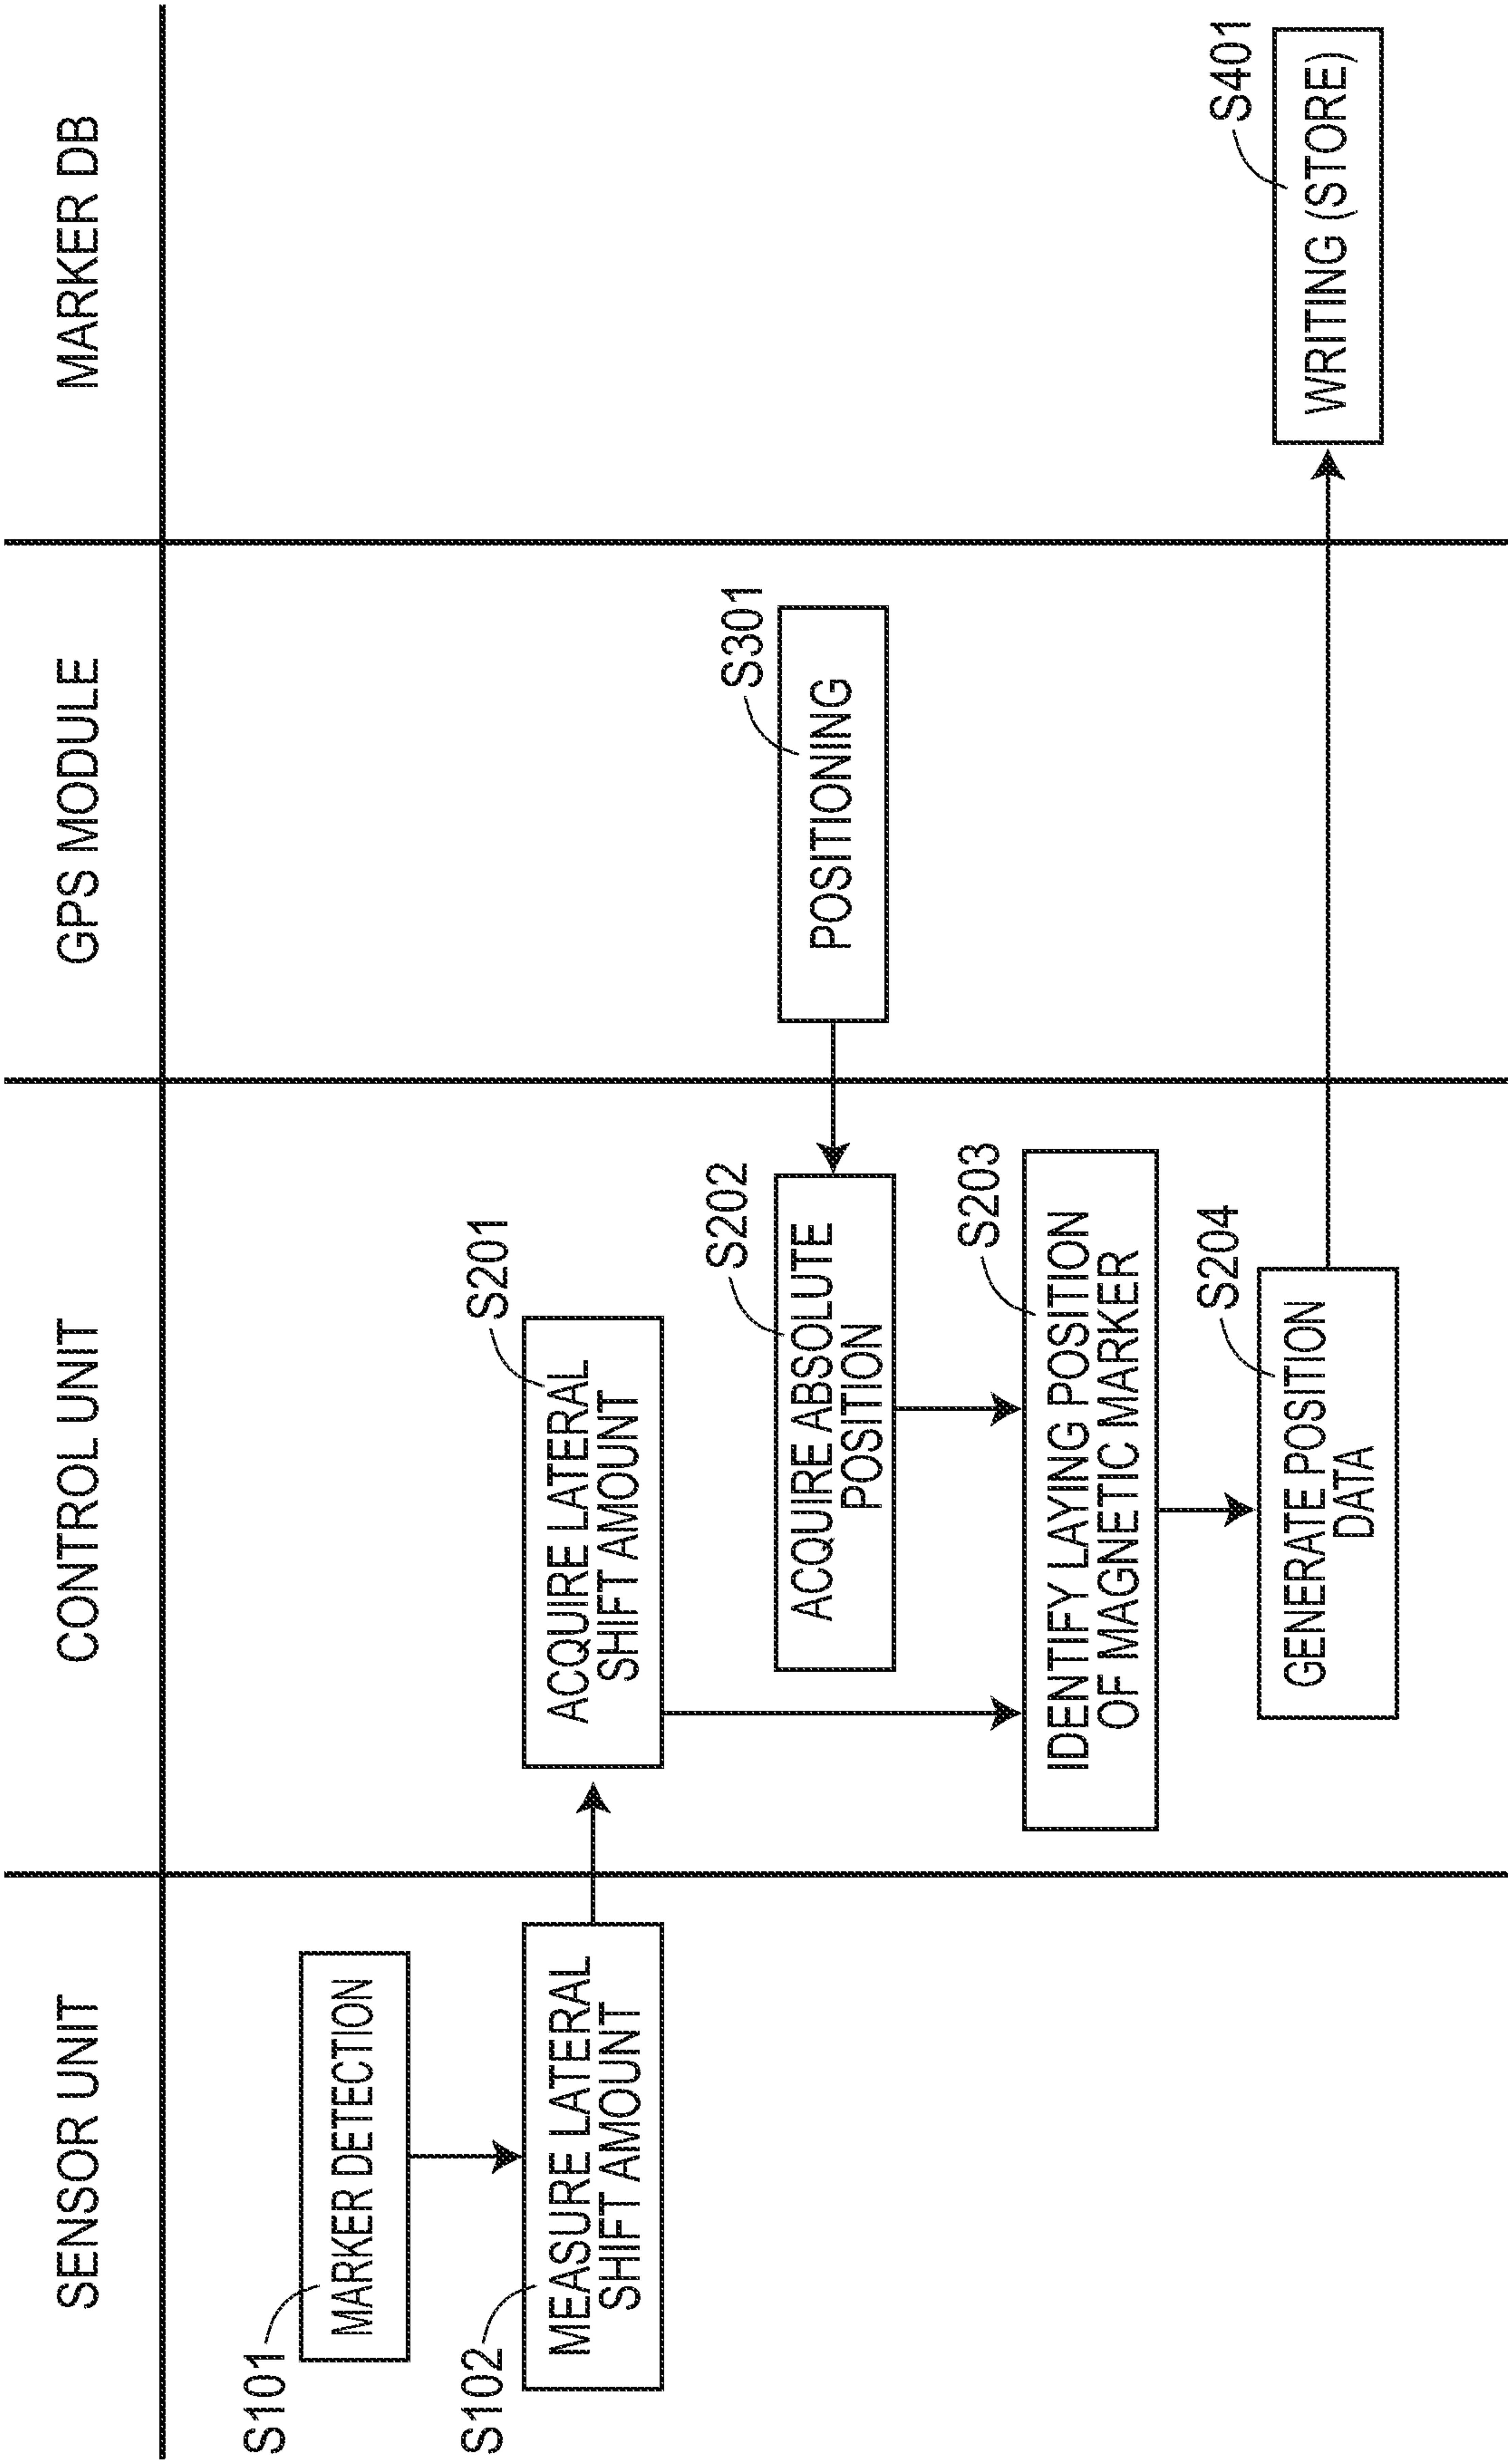 SENSOR UNIT
CONTROL UNIT
GPS MODULE
MARKER DB
S101
MARKER DETECTION
S102
MEASURE LATERAL
SHIFT AMOUNT
S201
ACQUIRE LATERAL
SHIFT AMOUNT
S202
ACQUIRE ABSOLUTE
POSITION
S301
POSITIONING
S203
IDENTIFY LAYING POSITION
OF MAGNETIC MARKER
S204
GENERATE POSITION
DATA
S401
WRITING (STORE)